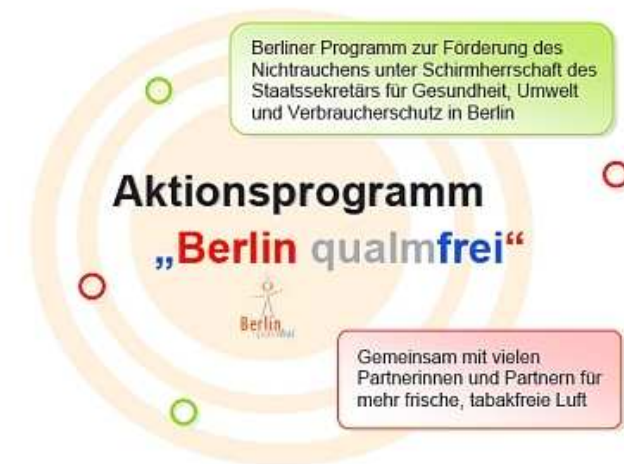 Berliner Programm zur Förderung des
Nichtrauchens unter Schirmherrschaft des
Staatssekretärs für Gesundheit, Umwelt
und Verbraucherschutz in Berlin
Aktionsprogramm
„Berlin qualmfrei“
Berlin
Gemeinsam mit vielen
Partnerinnen und Partnern für
mehr frische, tabakfreie Luft